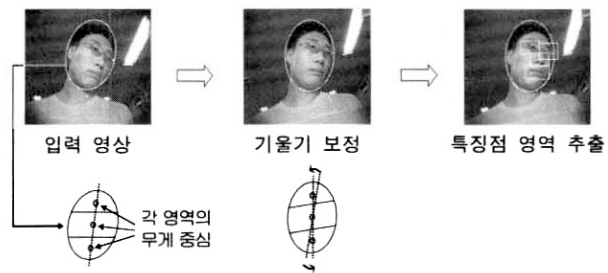 입력 영상
기울기 보정
특징점 영역 추출
각 영역의
무게 중심